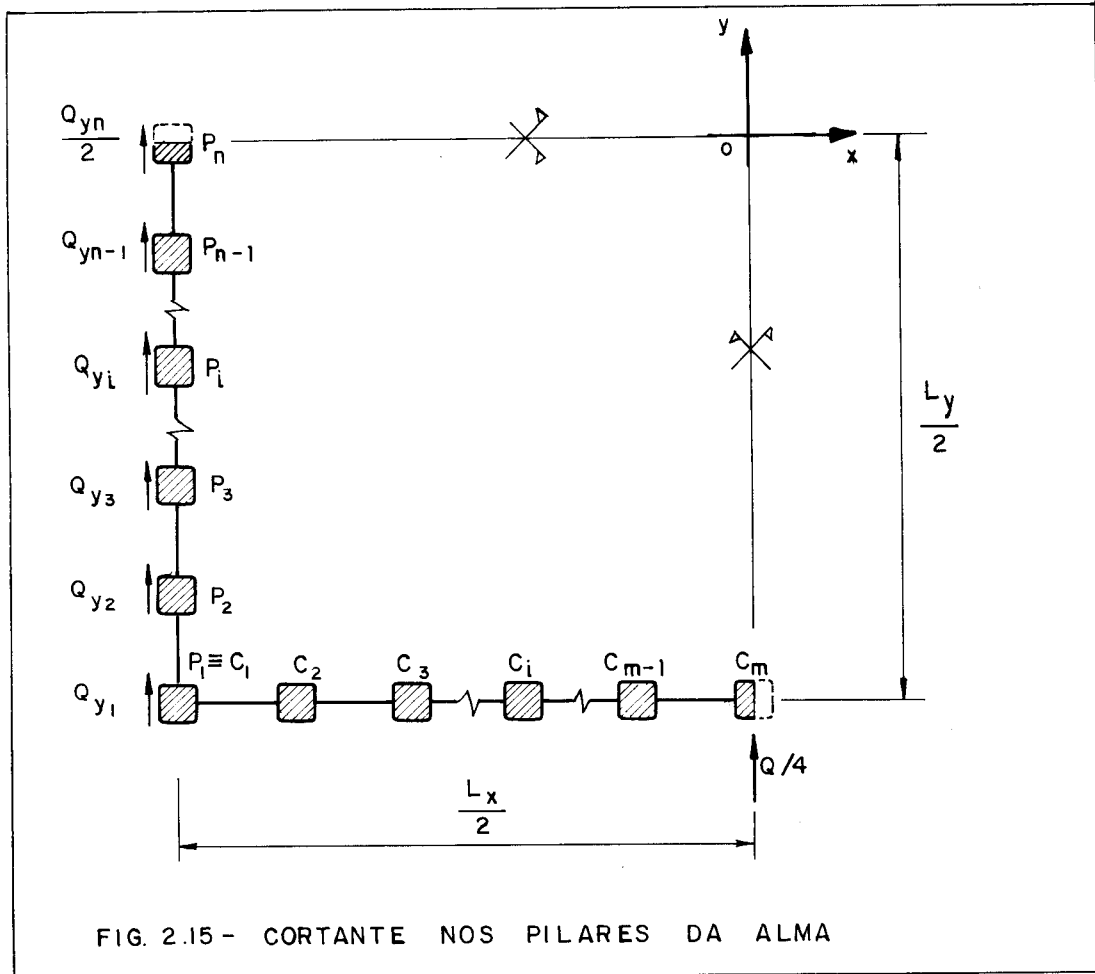 y
Q_yn/2
P_n
O
x
Q_yn-1
P_n-1
Q_yi
P_i
L_y/2
Q_y3
P_3
Q_y2
P_2
P_1≡C_1
C_2
C_3
C_i
C_m-1
C_m
Q_y1
Q/4
L_x/2
FIG. 2.15- CORTANTE NOS PILARES DA ALMA